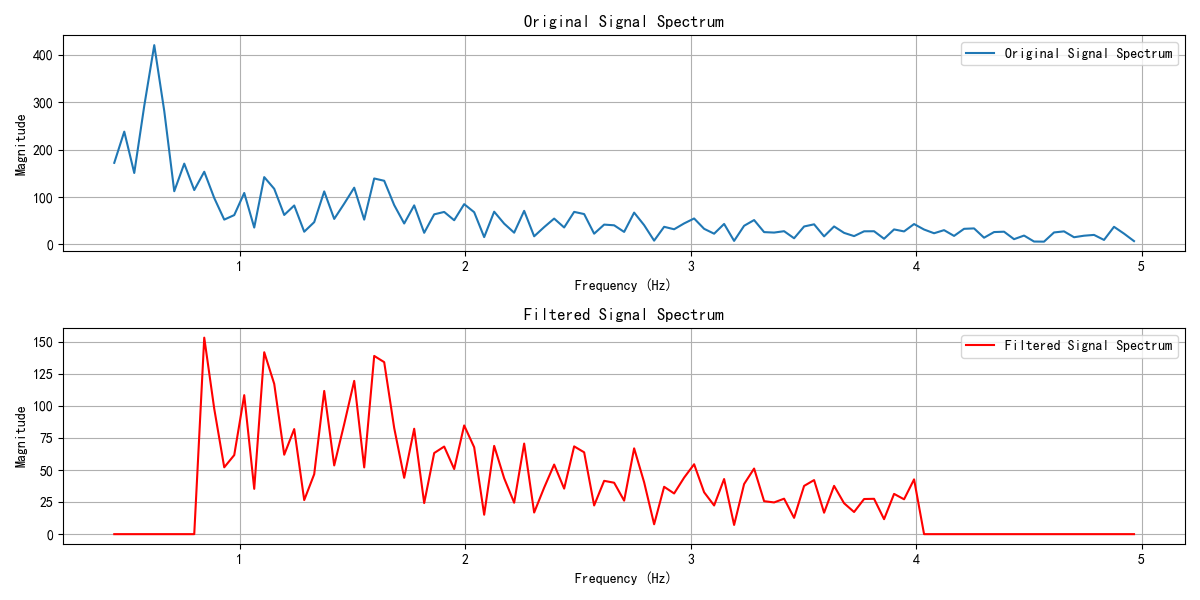 Original Signal Spectrum
Original Signal Spectrum
Magnitude
400
300
200
100
0
1
2
3
4
5
Frequency (Hz)
Filtered Signal Spectrum
Filtered Signal Spectrum
Magnitude
150
125
100
75
50
25
0
1
2
3
4
5
Frequency (Hz)